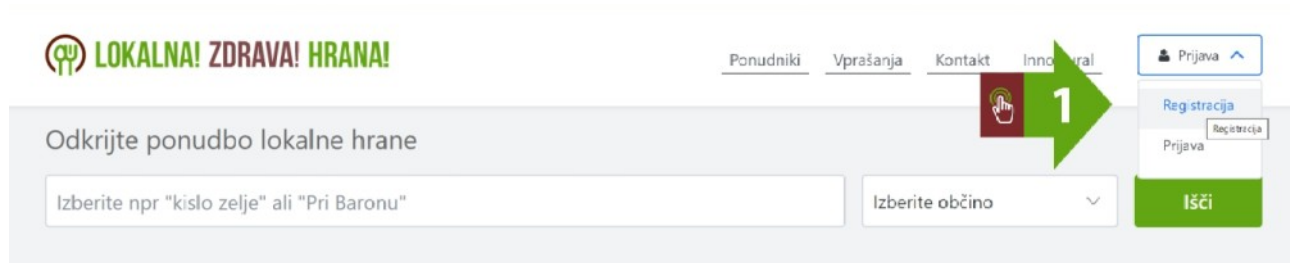 LOKALNA! ZDRAVA! HRANA!
Ponudniki Vprašanja Kontakt
Prijava
1
Registracija
Registracija
Prijava
Odkrijte ponudbo lokalne hrane
Izberite npr "kislo zelje" ali "Pri Baronu"
Izberite občino
Išči